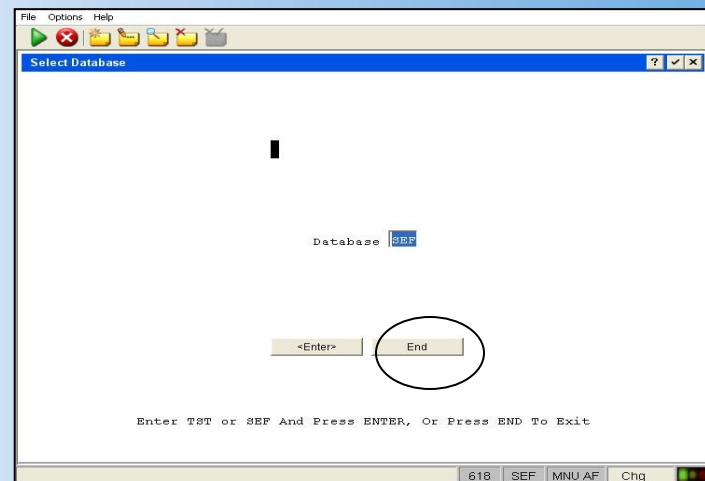 File Options Help
Select Database ?
Database SEF
<Enter> End
Enter TST or SEF And Press ENTER, Or Press END To Exit
618 SEF MNU AF Chg